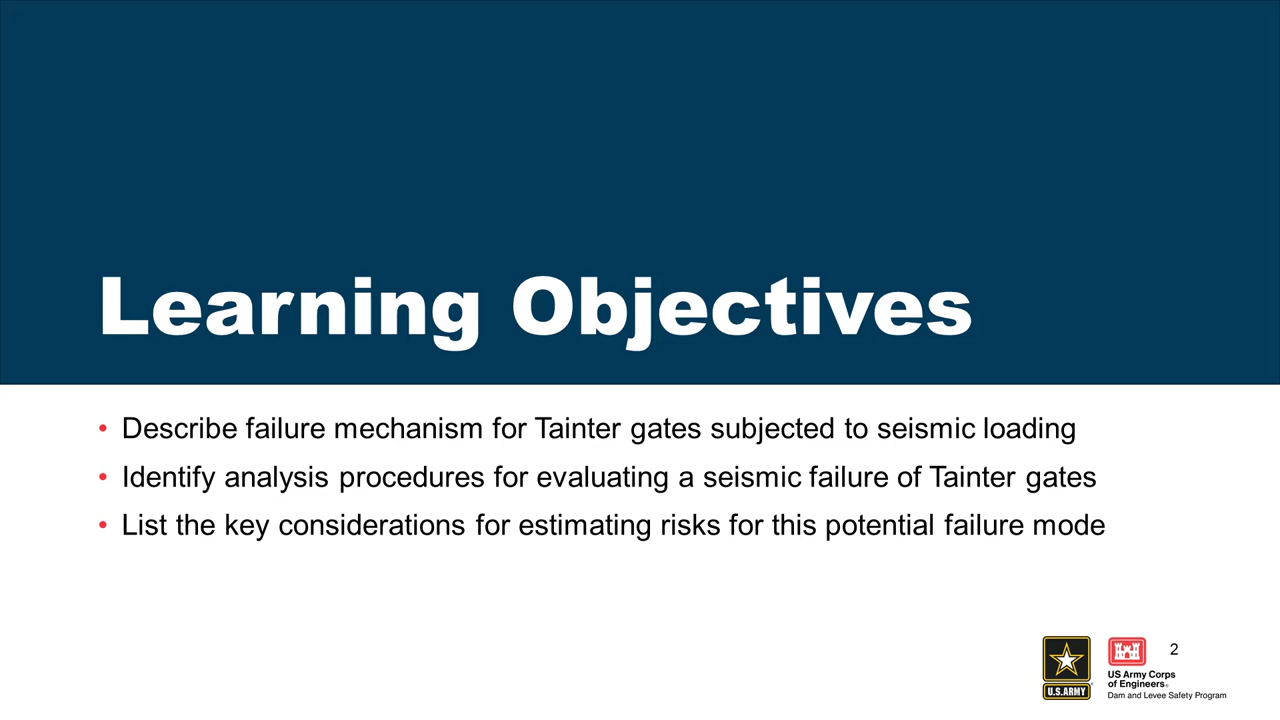 Learning Objectives
• Describe failure mechanism for Tainter gates subjected to seismic loading
• Identify analysis procedures for evaluating a seismic failure of Tainter gates
• List the key considerations for estimating risks for this potential failure mode
2
U.S.ARMY
US Army Corps
of Engineers®
Dam and Levee Safety Program